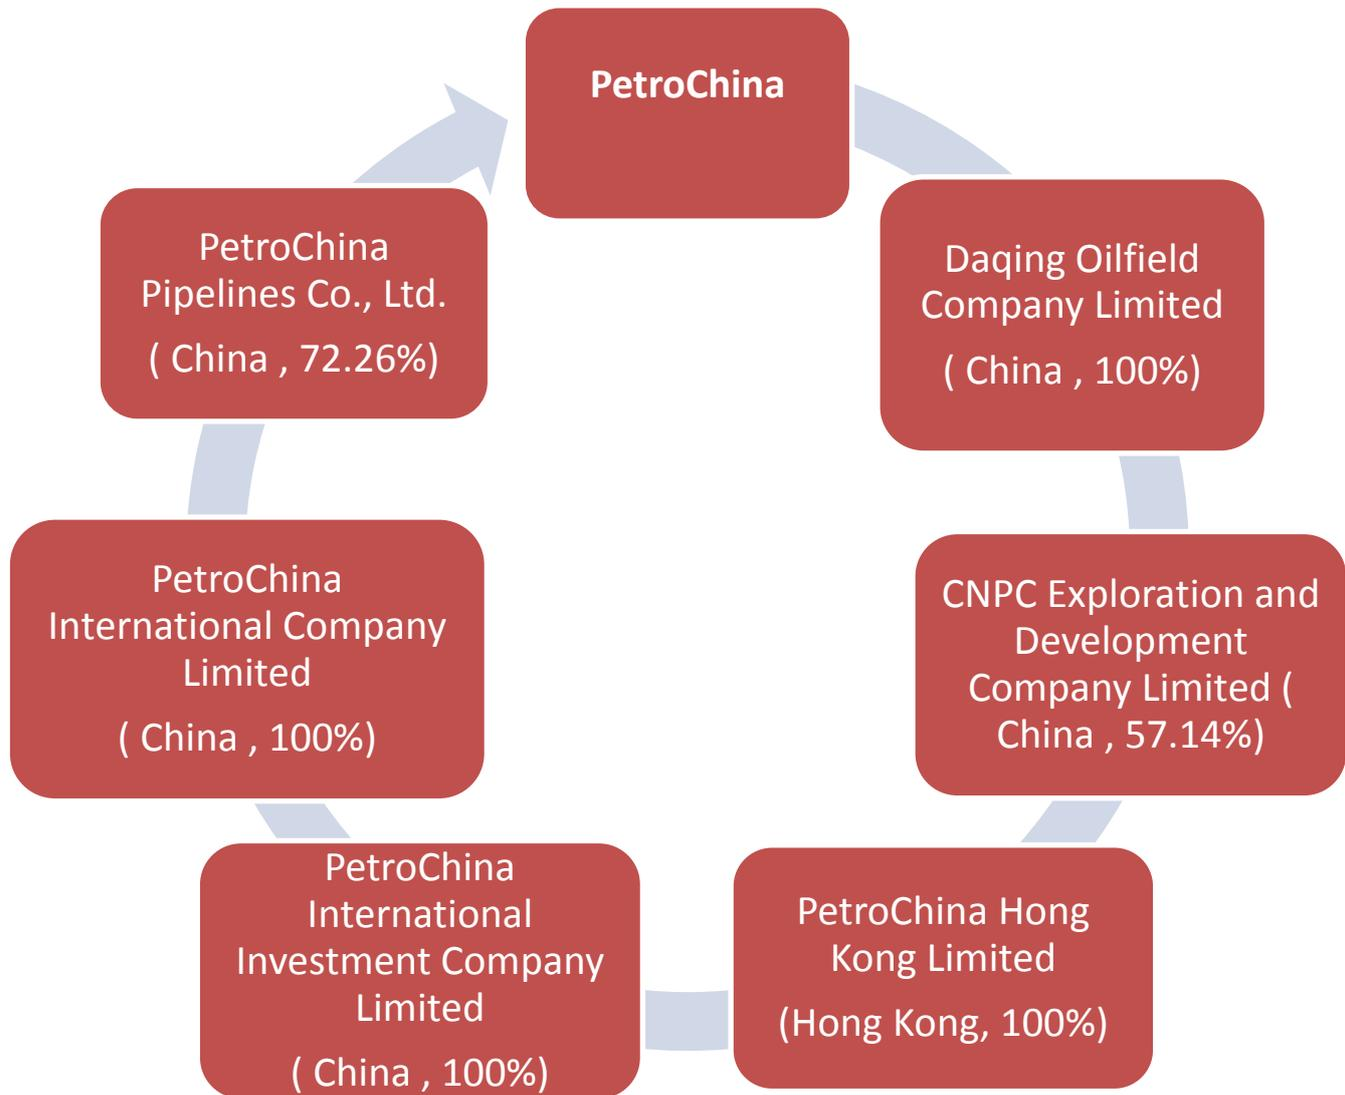 PetroChina
Daqing Oilfield
Company Limited
( China , 100%)
CNPC Exploration and
Development
Company Limited (
China , 57.14%)
PetroChina Hong
Kong Limited
(Hong Kong, 100%)
PetroChina
International
Investment Company
Limited
( China , 100%)
PetroChina
International Company
Limited
( China , 100%)
PetroChina
Pipelines Co., Ltd.
( China , 72.26%)